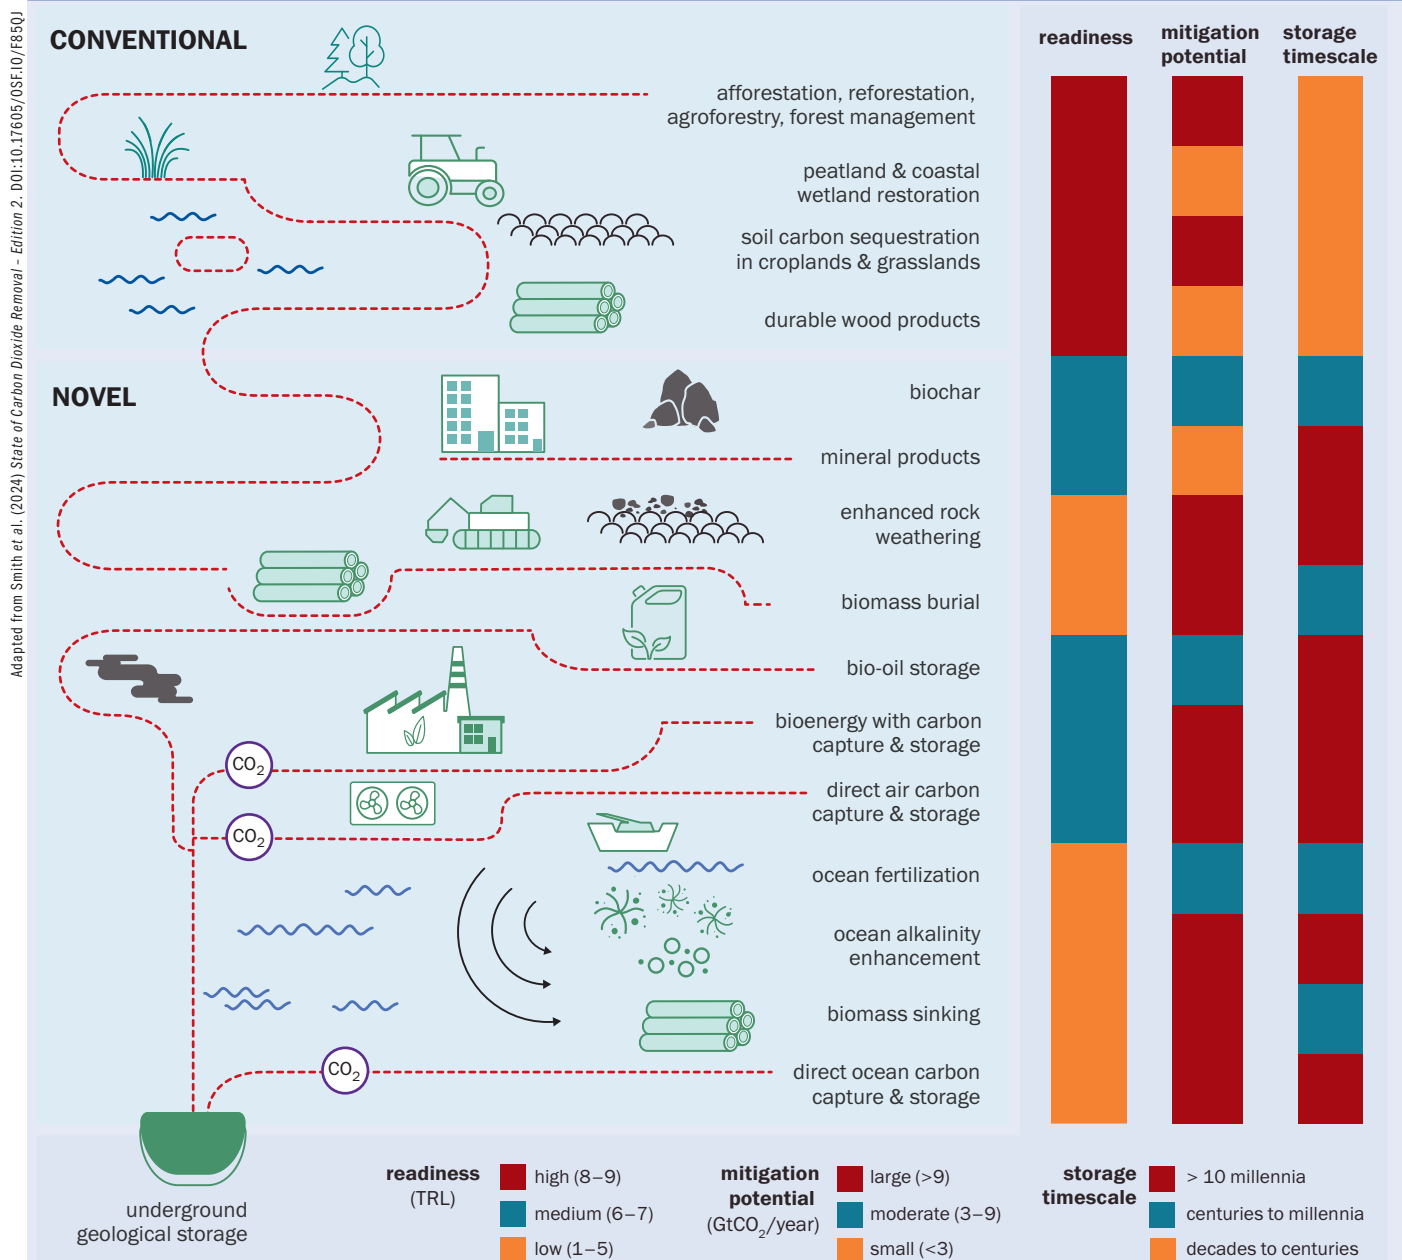 Adapted from Smith et al. (2024) State of Carbon Dioxide Removal – Edition 2. DOI:10.17605/OSF.IO/F85QJ
CONVENTIONAL
readiness
mitigation
potential
storage
timescale
afforestation, reforestation,
agroforestry, forest management
peatland & coastal
wetland restoration
soil carbon sequestration
in croplands & grasslands
durable wood products
NOVEL
biochar
mineral products
enhanced rock
weathering
biomass burial
bio-oil storage
bioenergy with carbon
capture & storage
CO2
direct air carbon
capture & storage
CO2
ocean fertilization
ocean alkalinity
enhancement
biomass sinking
direct ocean carbon
capture & storage
CO2
underground
geological storage
readiness
(TRL)
high (8–9)
medium (6–7)
low (1–5)
mitigation
potential
(GtCO2/year)
large (>9)
moderate (3–9)
small (<3)
storage
timescale
> 10 millennia
centuries to millennia
decades to centuries